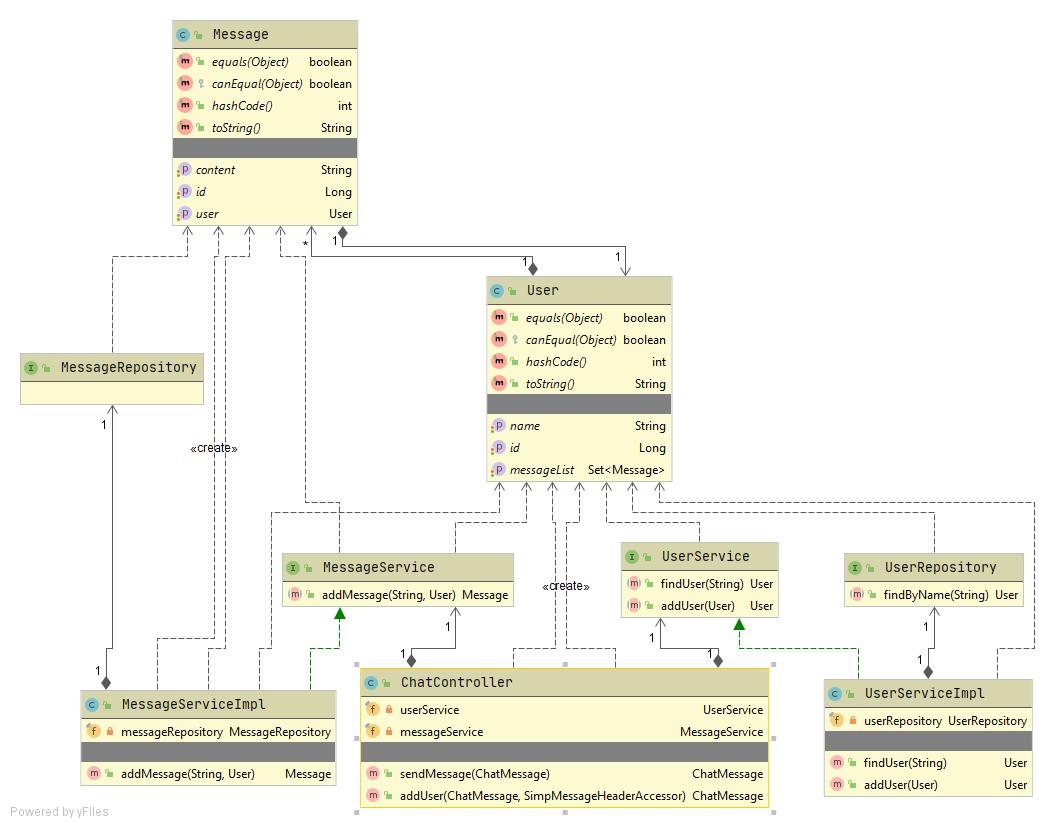 Message
equals(Object) boolean
canEqual(Object) boolean
hashCode() int
toString() String
content String
id Long
user User
* 1 1
1
User
equals(Object) boolean
canEqual(Object) boolean
hashCode() int
toString() String
name String
id Long
messageList Set<Message>
MessageRepository
1
«create»
MessageService
addMessage(String, User) Message
«create»
UserService
findUser(String) User
addUser(User) User
UserRepository
findByName(String) User
1 1 1
1 1 1 1
1
MessageServiceImpl
messageRepository MessageRepository
addMessage(String, User) Message
ChatController
userService UserService
messageService MessageService
sendMessage(ChatMessage) ChatMessage
addUser(ChatMessage, SimpMessageHeaderAccessor) ChatMessage
UserServiceImpl
userRepository UserRepository
findUser(String) User
addUser(User) User
Powered by yFiles